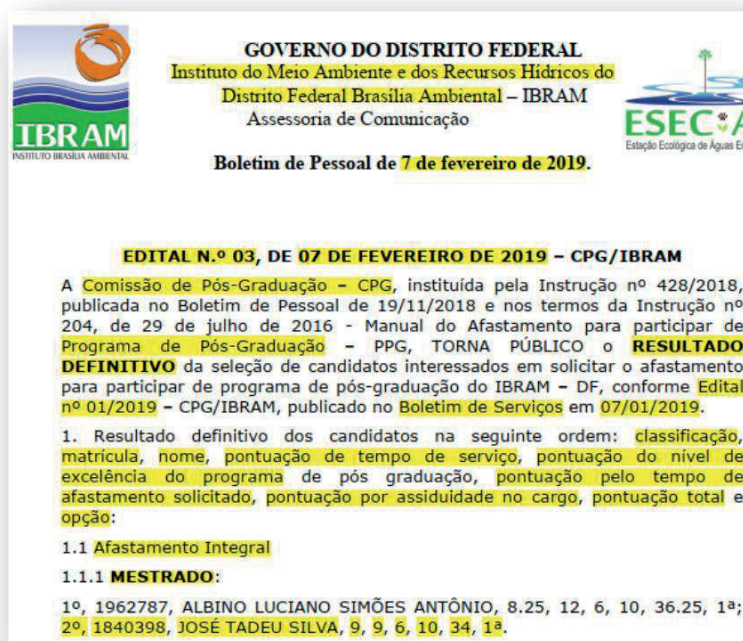 GOVERNO DO DISTRITO FEDERAL
Instituto do Meio Ambiente e dos Recursos Hídricos do
Distrito Federal Brasília Ambiental – IBRAM
Assessoria de Comunicação
IBRAM
INSTITUTO BRASÍLIA AMBIENTAL
ESEC
Estação Ecológica de Águas
Boletim de Pessoal de 7 de fevereiro de 2019.
EDITAL N.º 03, DE 07 DE FEVEREIRO DE 2019 – CPG/IBRAM
A Comissão de Pós-Graduação – CPG, instituída pela Instrução nº 428/2018,
publicada no Boletim de Pessoal de 19/11/2018 e nos termos da Instrução nº
204, de 29 de julho de 2016 - Manual do Afastamento para participar de
Programa de Pós-Graduação – PPG, TORNA PÚBLICO o RESULTADO
DEFINITIVO da seleção de candidatos interessados em solicitar o afastamento
para participar de programa de pós-graduação do IBRAM – DF, conforme Edital
nº 01/2019 – CPG/IBRAM, publicado no Boletim de Serviços em 07/01/2019.
1. Resultado definitivo dos candidatos na seguinte ordem: classificação,
matrícula, nome, pontuação de tempo de serviço, pontuação do nível de
excelência do programa de pós graduação, pontuação pelo tempo de
afastamento solicitado, pontuação por assiduidade no cargo, pontuação total e
opção:
1.1 Afastamento Integral
1.1.1 MESTRADO:
1º, 1962787, ALBINO LUCIANO SIMÕES ANTÔNIO, 8.25, 12, 6, 10, 36.25, 1ª;
2º, 1840398, JOSÉ TADEU SILVA, 9, 9, 6, 10, 34, 1ª.